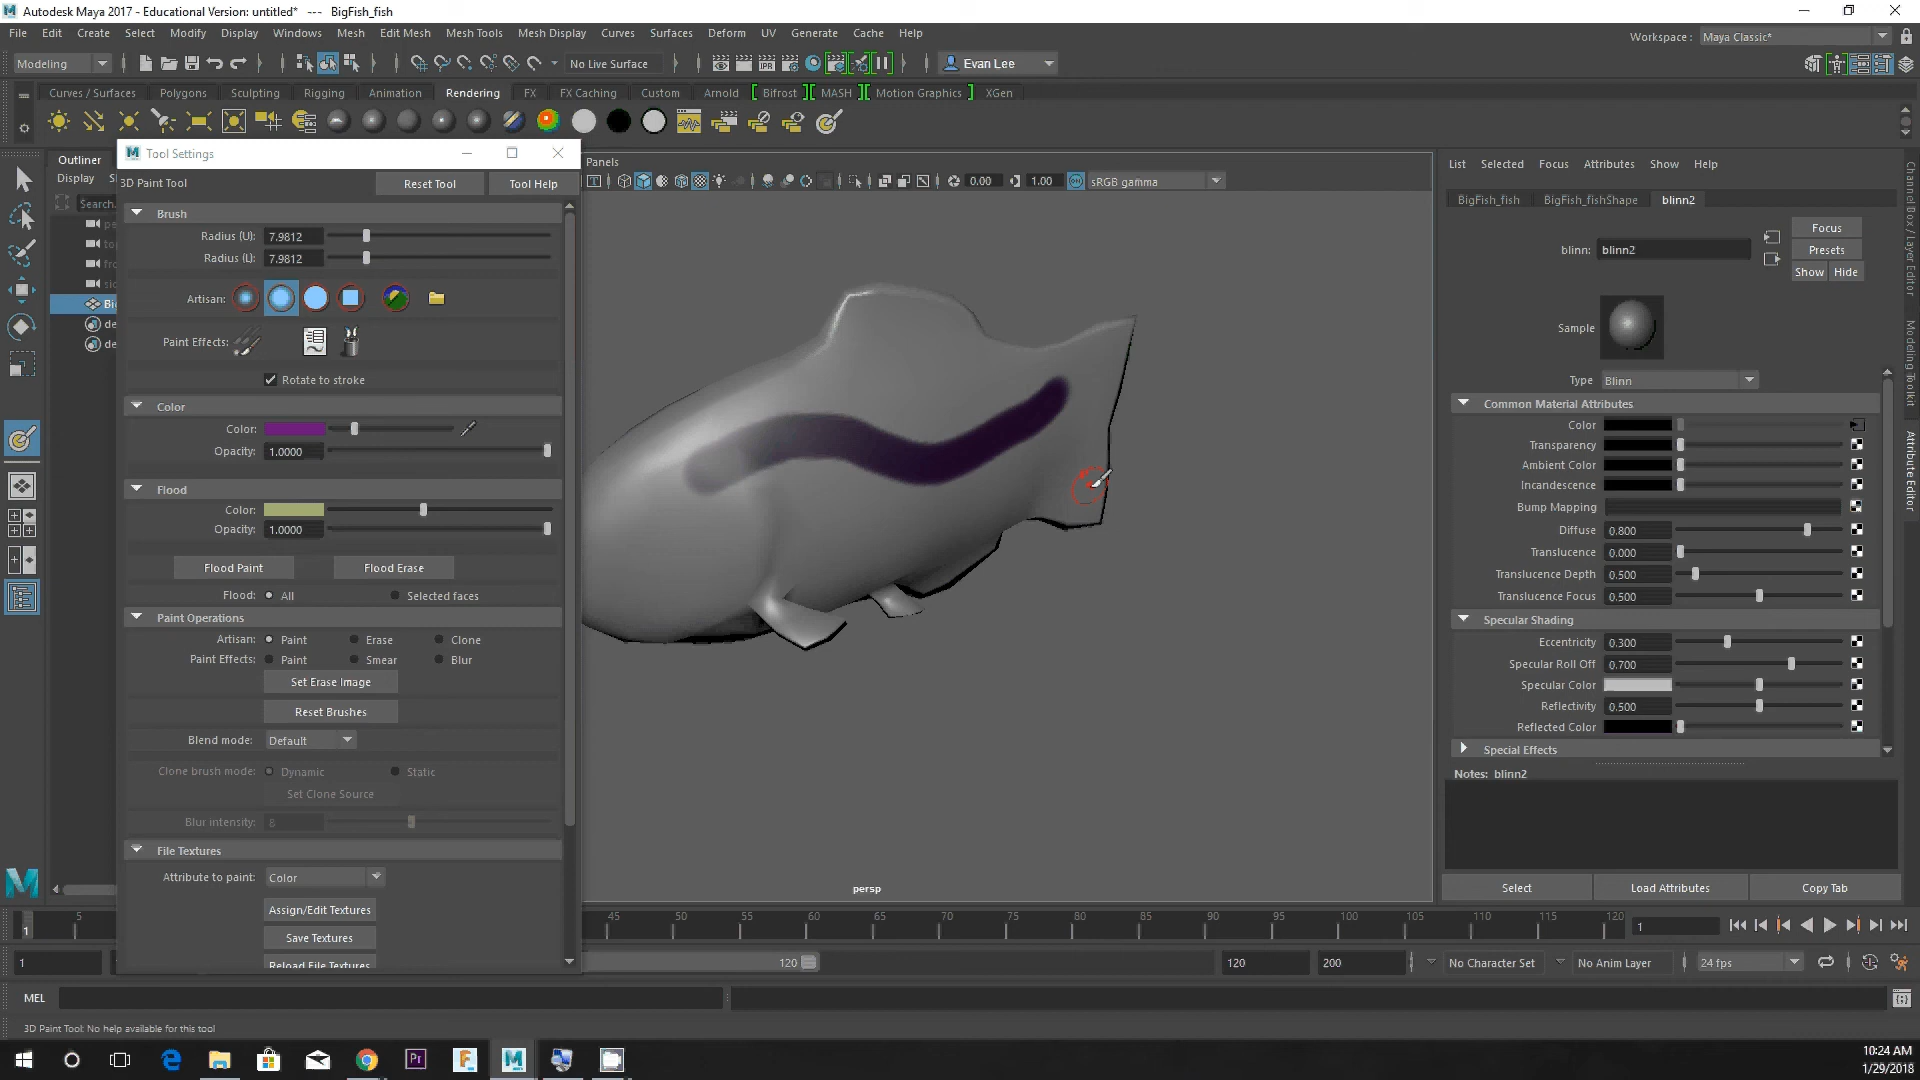 Autodesk Maya 2017 - Educational Version: untitled* --- BigFish_fish
File Edit Create Select Modify Display Windows Mesh Edit Mesh Mesh Tools Mesh Display Curves Surfaces Deform UV Generate Cache Help
Workspace : Maya Classic*
Modeling No Live Surface IPR Evan Lee
Curves / Surfaces Polygons Sculpting Rigging Animation Rendering FX FX Caching Custom Arnold Bifrost MASH Motion Graphics XGen
Outliner
Display
Search.
Tool Settings
3D Paint Tool Reset Tool Tool Help
Brush
Radius (U): 7.9812
Radius (L): 7.9812
Artisan:
Paint Effects:
Rotate to stroke
Color
Color:
Opacity: 1.0000
Flood
Color:
Opacity: 1.0000
Flood Paint Flood Erase
Flood: All Selected faces
Paint Operations
Artisan: Paint Erase Clone
Paint Effects: Paint Smear Blur
Set Erase Image
Reset Brushes
Blend mode: Default
Clone brush mode: Dynamic Static
Set Clone Source
Blur intensity: 8
File Textures
Attribute to paint: Color
Assign/Edit Textures
Save Textures
Reload File Textures
Panels
0.00 1.00 sRGB gamma
persp
List Selected Focus Attributes Show Help
BigFish_fish BigFish_fishShape blinn2
blinn: blinn2
Focus
Presets
Show Hide
Sample
Type Blinn
Common Material Attributes
Color
Transparency
Ambient Color
Incandescence
Bump Mapping
Diffuse 0.800
Translucence 0.000
Translucence Depth 0.500
Translucence Focus 0.500
Specular Shading
Eccentricity 0.300
Specular Roll Off 0.700
Specular Color
Reflectivity 0.500
Reflected Color
Special Effects
Notes: blinn2
Select Load Attributes Copy Tab
Channel Box / Layer Editor
Modeling Toolkit
Attribute Editor
1 5 45 50 55 60 65 70 75 80 85 90 95 100 105 110 115 120 1
1 120 120 200 No Character Set No Anim Layer 24 fps
MEL
3D Paint Tool: No help available for this tool
10:24 AM
1/29/2018